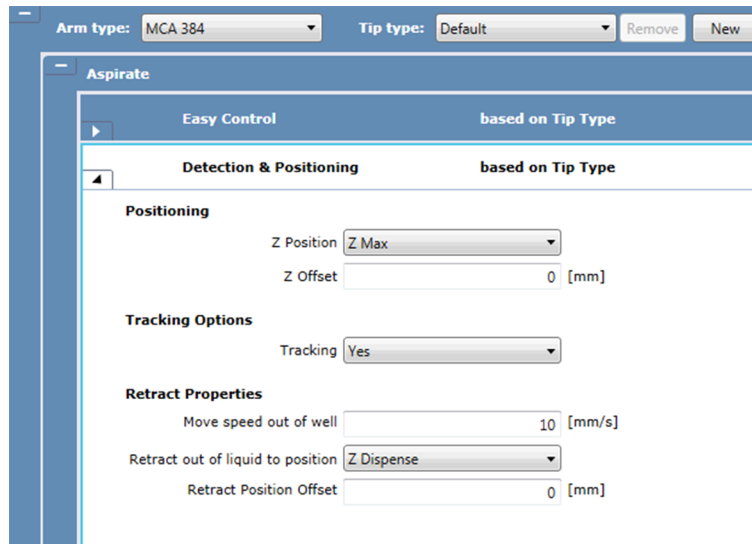 Arm type: MCA 384 Tip type: Default Remove New
Aspirate
Easy Control based on Tip Type
Detection & Positioning based on Tip Type
Positioning
Z Position Z Max
Z Offset 0 [mm]
Tracking Options
Tracking Yes
Retract Properties
Move speed out of well 10 [mm/s]
Retract out of liquid to position Z Dispense
Retract Position Offset 0 [mm]